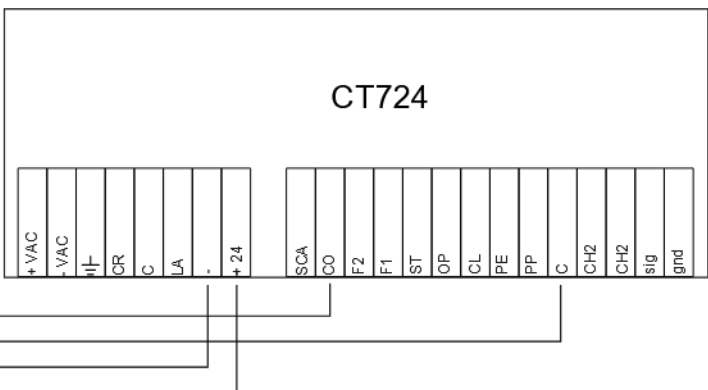 CT724
+ VAC
- VAC
CR
C
LA
-
+ 24
SCA
CO
F2
F1
ST
OP
CL
PE
PP
C
CH2
CH2
sig
gnd